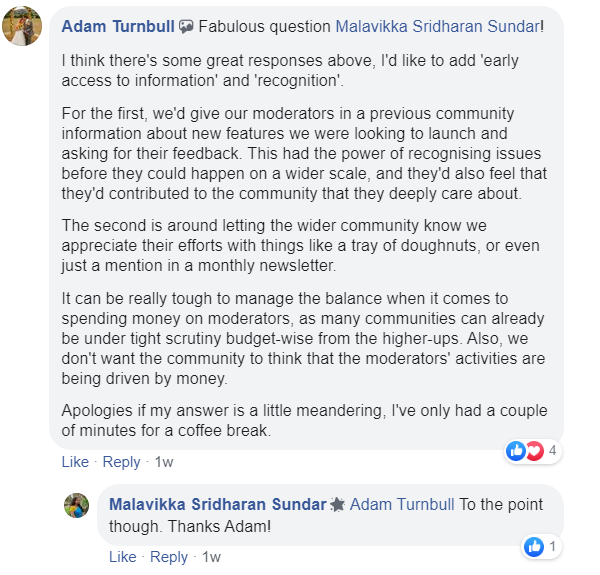 Adam Turnbull Fabulous question Malavikka Sridharan Sundar!
I think there's some great responses above, I'd like to add 'early
access to information' and 'recognition'.
For the first, we'd give our moderators in a previous community
information about new features we were looking to launch and
asking for their feedback. This had the power of recognising issues
before they could happen on a wider scale, and they'd also feel that
they'd contributed to the community that they deeply care about.
The second is around letting the wider community know we
appreciate their efforts with things like a tray of doughnuts, or even
just a mention in a monthly newsletter.
It can be really tough to manage the balance when it comes to
spending money on moderators, as many communities can already
be under tight scrutiny budget-wise from the higher-ups. Also, we
don't want the community to think that the moderators' activities are
being driven by money.
Apologies if my answer is a little meandering, I've only had a couple
of minutes for a coffee break.
4
Like · Reply · 1w
Malavikka Sridharan Sundar Adam Turnbull To the point
though. Thanks Adam!
1
Like · Reply · 1w